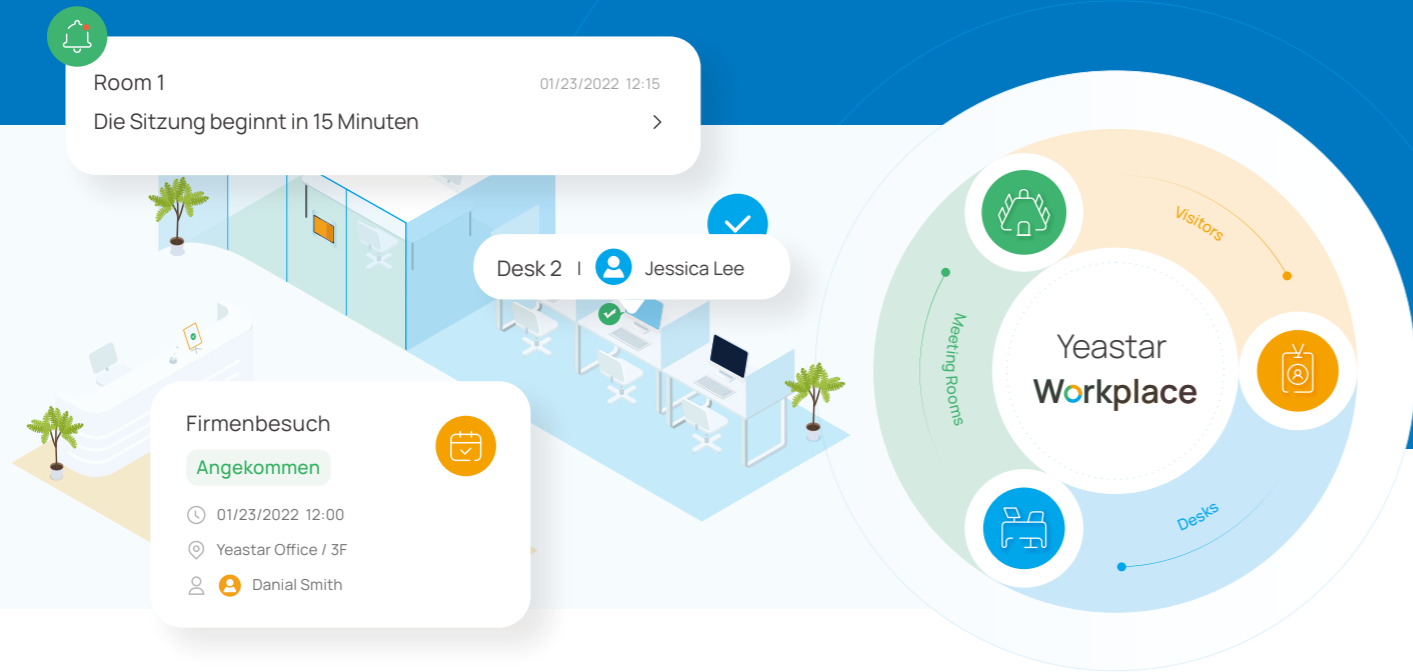 Room 1
01/23/2022 12:15
Die Sitzung beginnt in 15 Minuten
Desk 2 | Jessica Lee
Firmenbesuch
Angekommen
01/23/2022 12:00
Yeastar Office / 3F
Danial Smith
Visitors
Meeting Rooms
Yeastar
Workplace
Desks